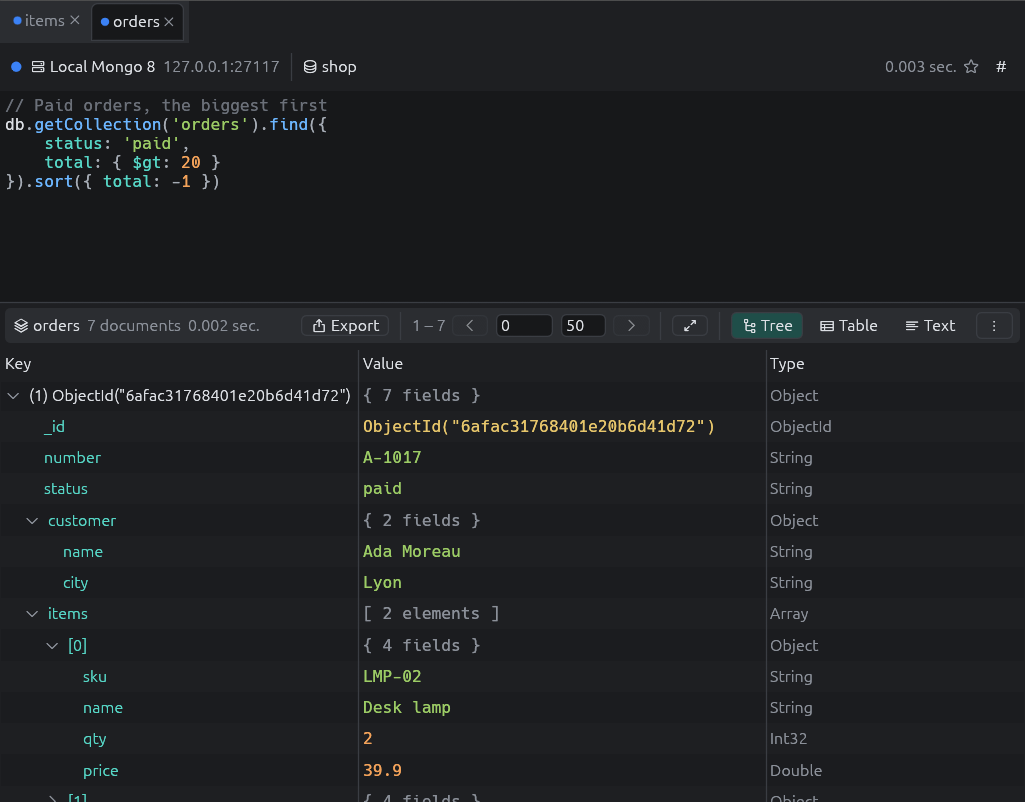 items
orders
Local Mongo 8 127.0.0.1:27117 shop 0.003 sec. #
// Paid orders, the biggest first
db.getCollection('orders').find({
    status: 'paid',
    total: { $gt: 20 }
}).sort({ total: -1 })
orders 7 documents 0.002 sec. Export 1 – 7 0 50 Tree Table Text
Key Value Type
(1) ObjectId("6afac31768401e20b6d41d72") { 7 fields } Object
_id ObjectId("6afac31768401e20b6d41d72") ObjectId
number A-1017 String
status paid String
customer { 2 fields } Object
name Ada Moreau String
city Lyon String
items [ 2 elements ] Array
[0] { 4 fields } Object
sku LMP-02 String
name Desk lamp String
qty 2 Int32
price 39.9 Double
[1] { 4 fields } Object